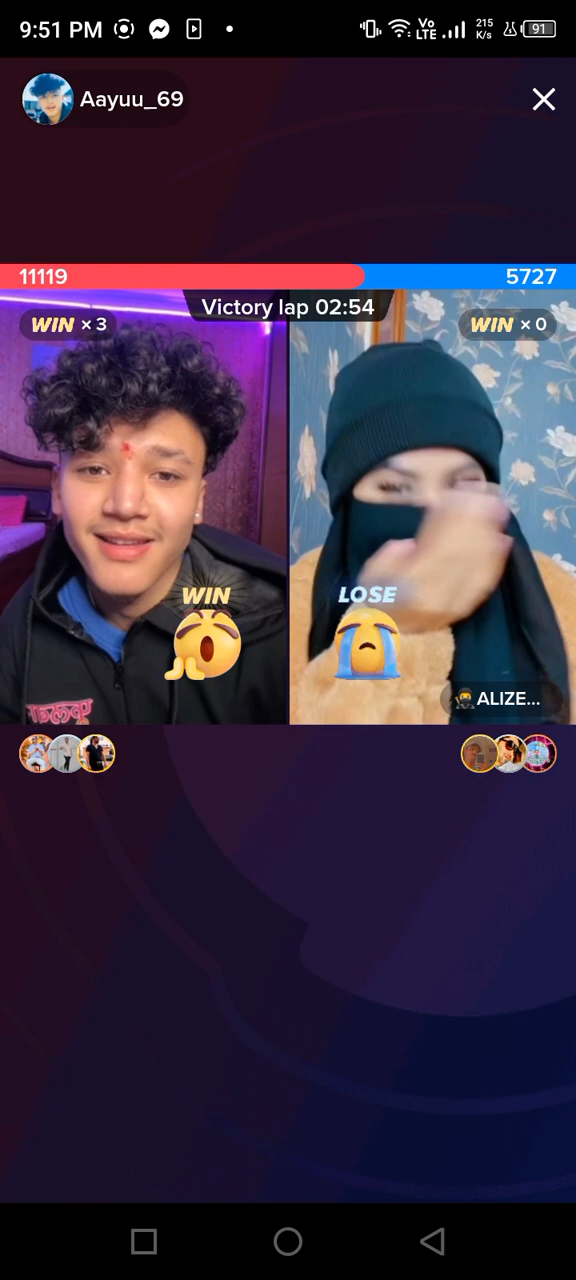 9:51 PM
Vo
LTE
215
K/s
91
Aayuu_69
11119
5727
Victory lap 02:54
WIN × 3
WIN × 0
WIN
LOSE
ALIZE...